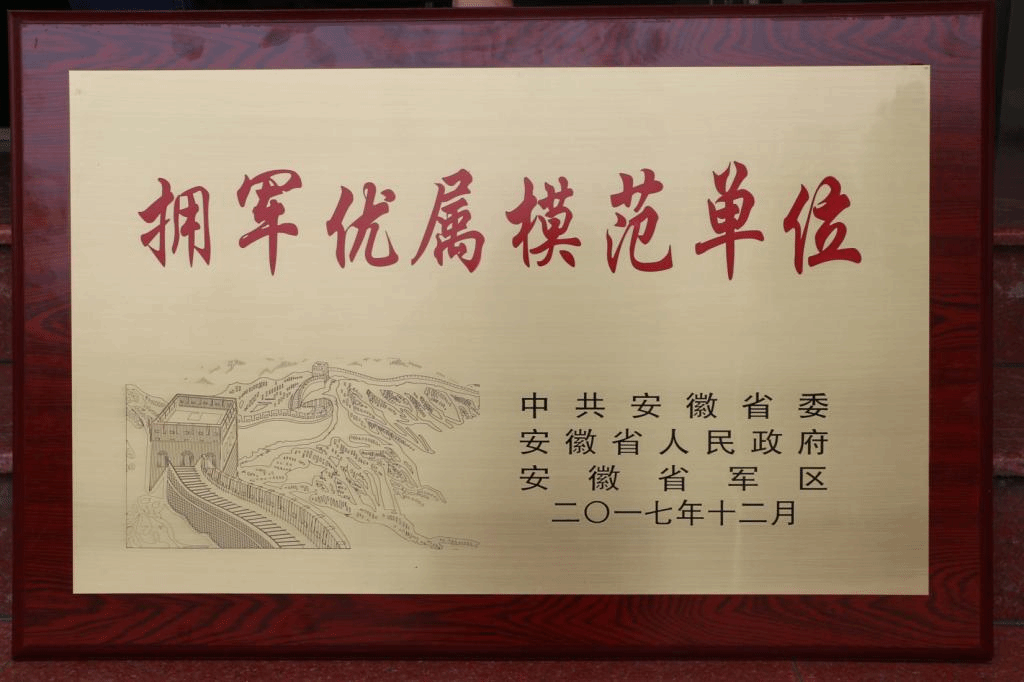 拥军优属模范单位
中共安徽省委
安徽省人民政府
安徽省军区
二〇一七年十二月